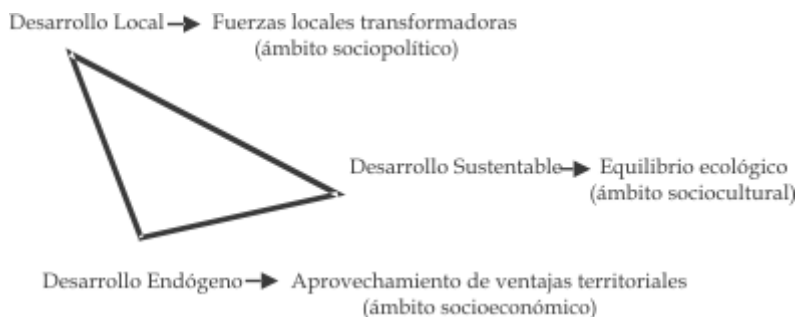 Desarrollo Local → Fuerzas locales transformadoras
(ámbito sociopolítico)
Desarrollo Sustentable → Equilibrio ecológico
(ámbito sociocultural)
Desarrollo Endógeno → Aprovechamiento de ventajas territoriales
(ámbito socioeconómico)